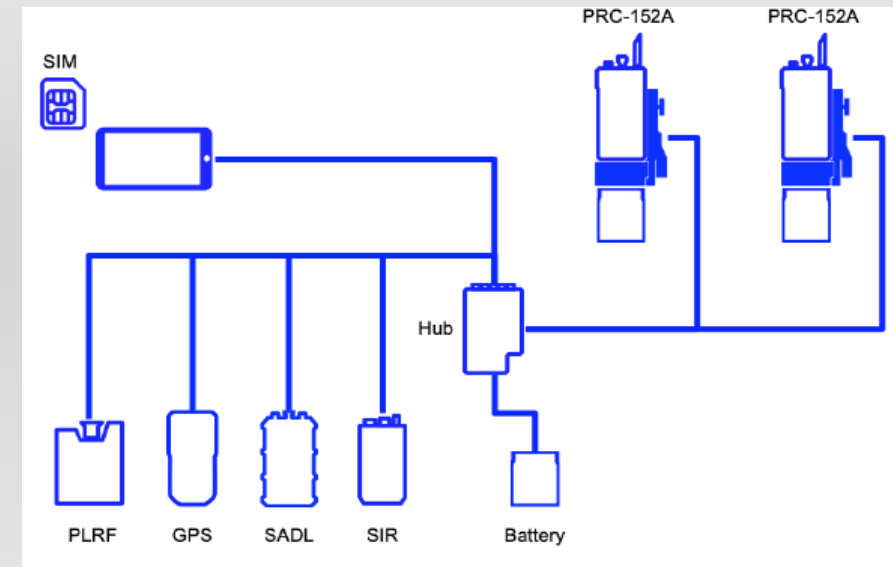 PRC-152A
PRC-152A
SIM
Hub
PLRF
GPS
SADL
SIR
Battery